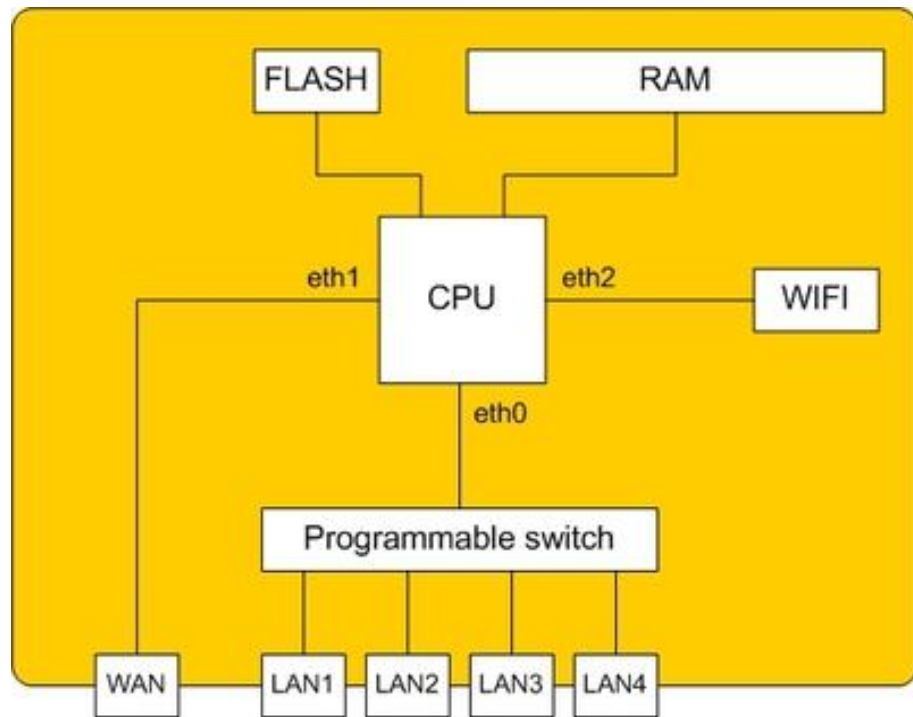 FLASH
RAM
eth1
CPU
eth2
WIFI
eth0
Programmable switch
WAN
LAN1
LAN2
LAN3
LAN4